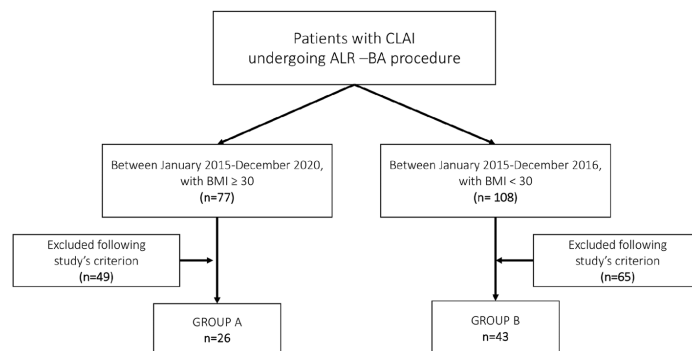 Patients with CLAI
undergoing ALR –BA procedure
Between January 2015-December 2020,
with BMI ≥ 30
(n=77)
Between January 2015-December 2016,
with BMI < 30
(n= 108)
Excluded following
study's criterion
(n=49)
Excluded following
study's criterion
(n=65)
GROUP A
n=26
GROUP B
n=43